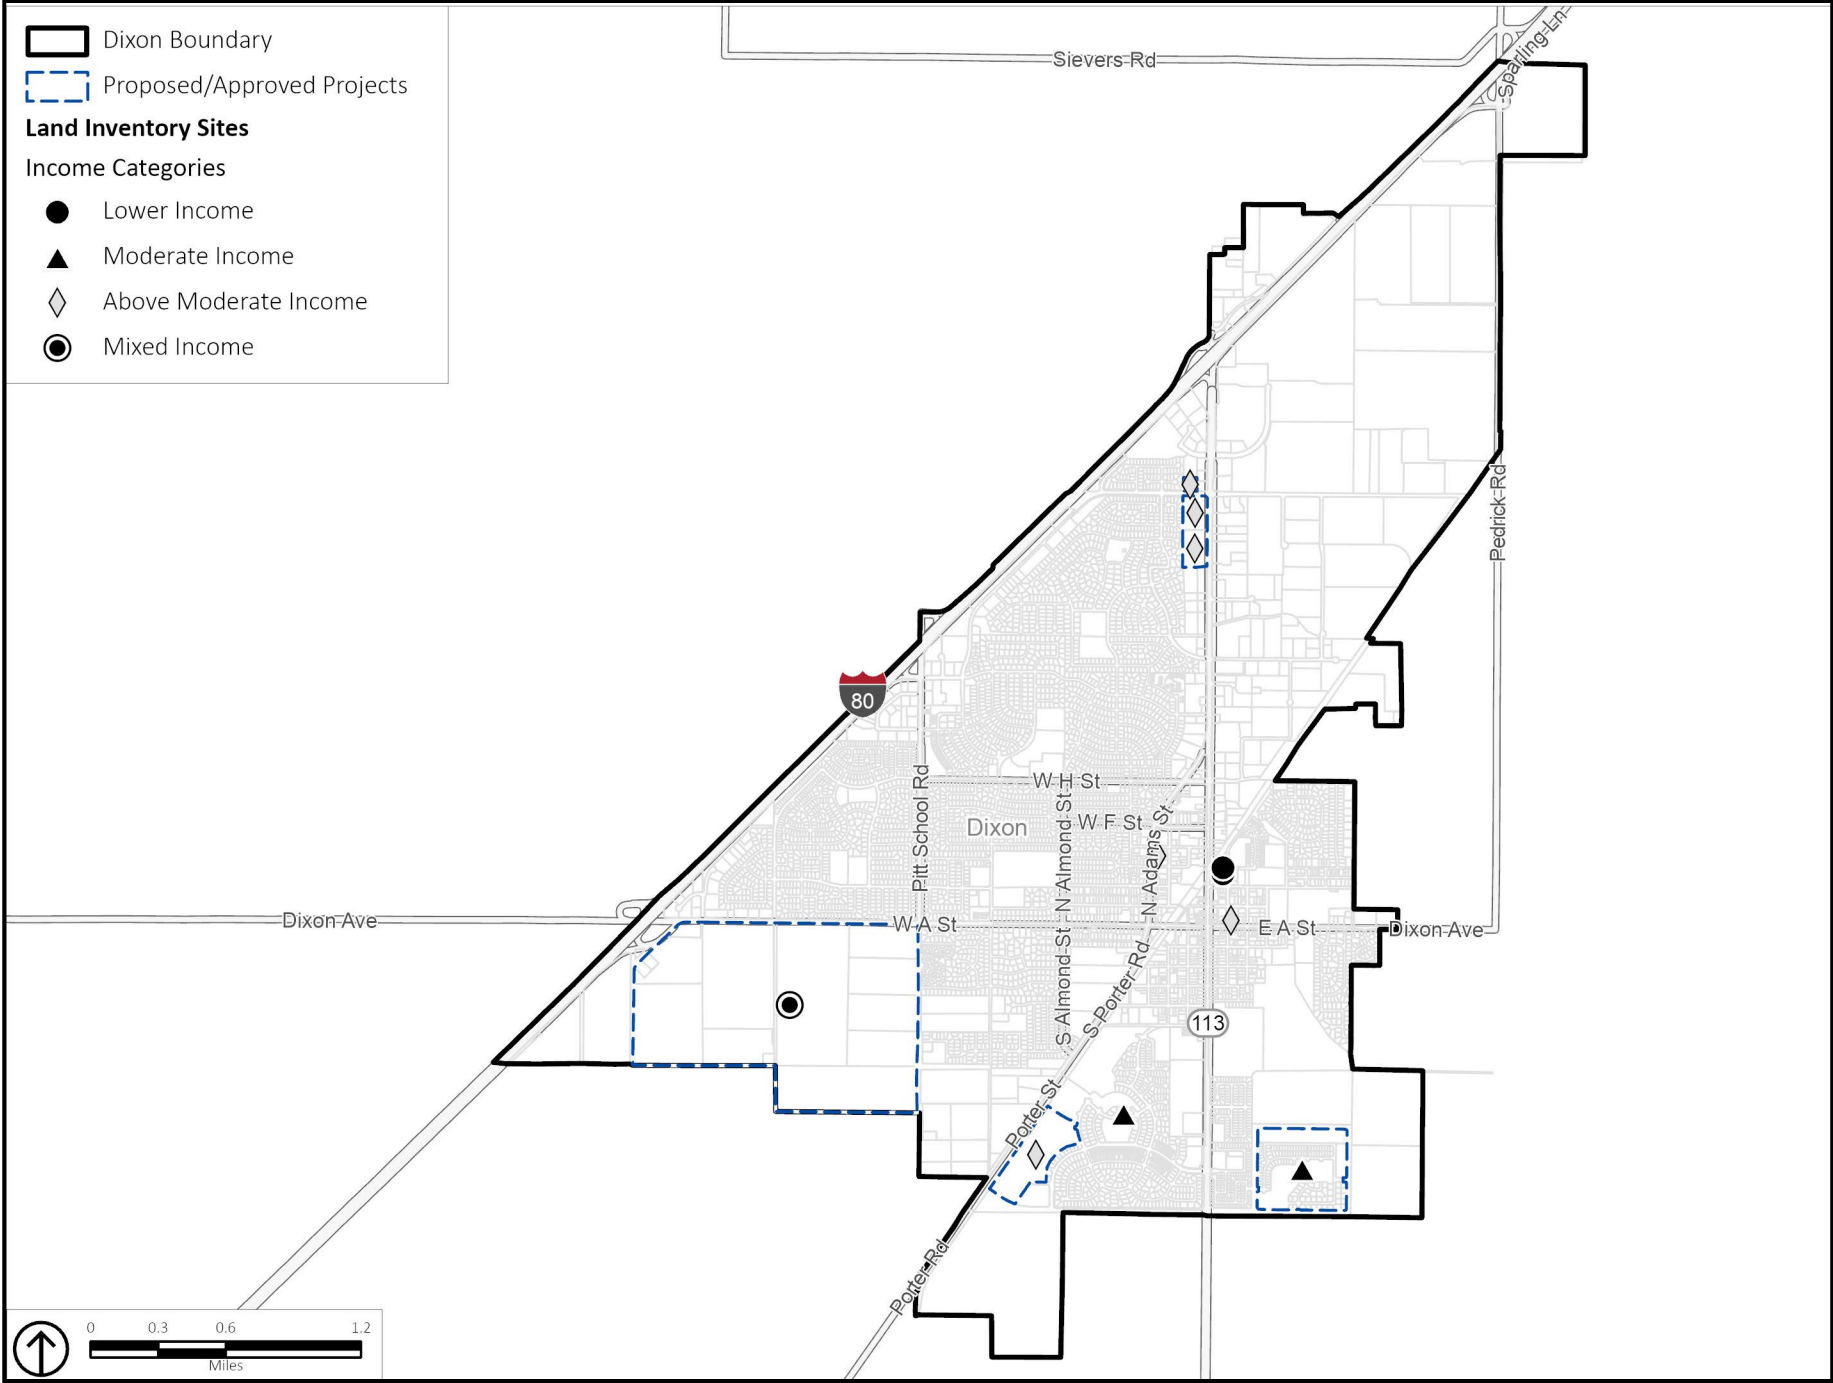 Dixon Boundary
Proposed/Approved Projects
Land Inventory Sites
Income Categories
Lower Income
Moderate Income
Above Moderate Income
Mixed Income
Sievers Rd
Sparling Ln
Pedrick Rd
80
Pitt School Rd
W H St
Dixon
W F St
N Adams St
N Almond St
Dixon Ave
W A St
E A St
Dixon Ave
S Almond St
S Porter Rd
113
Porter St
Porter Rd
0 0.3 0.6 1.2
Miles